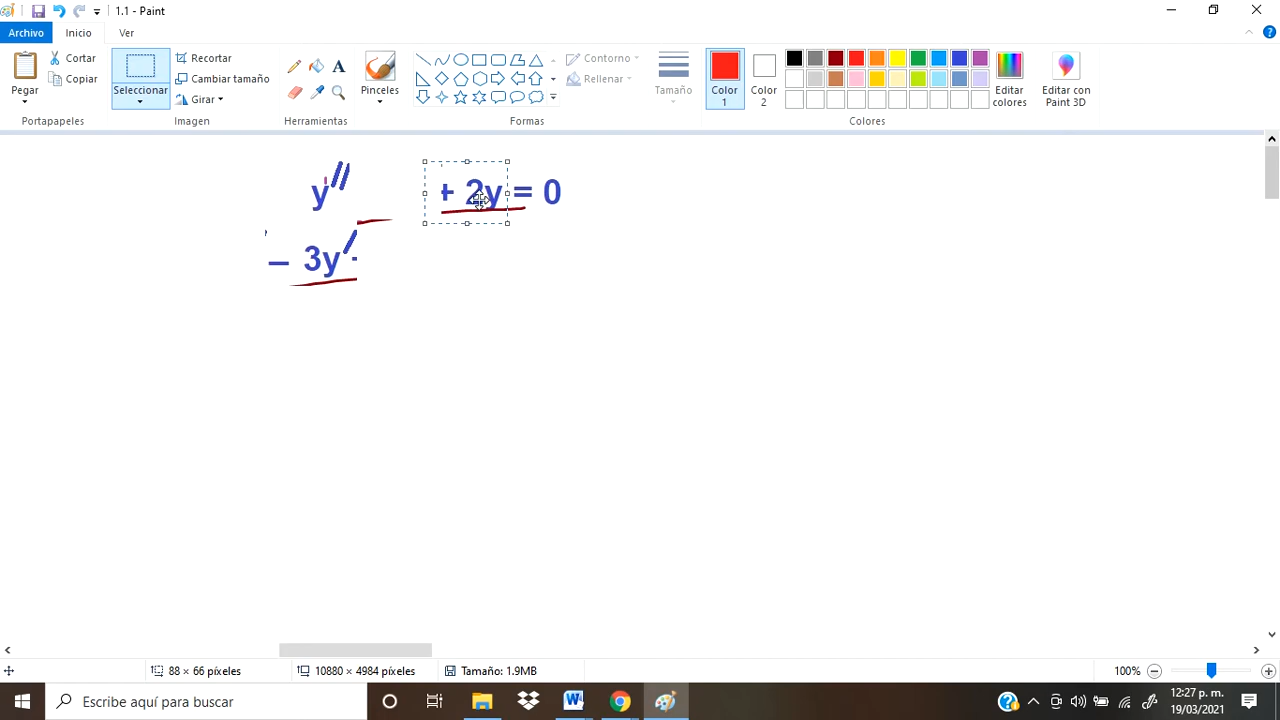 1.1 - Paint
Archivo Inicio Ver
Pegar
Cortar
Copiar
Portapapeles
Seleccionar
Recortar
Cambiar tamaño
Girar
Imagen
A
Herramientas
Pinceles
Contorno
Rellenar
Formas
Tamaño
Color 1
Color 2
Editar colores
Editar con Paint 3D
Colores
y'' + 2y = 0
– 3y'
88 × 66 píxeles
10880 × 4984 píxeles
Tamaño: 1.9MB
100%
Escribe aquí para buscar
12:27 p. m.
19/03/2021